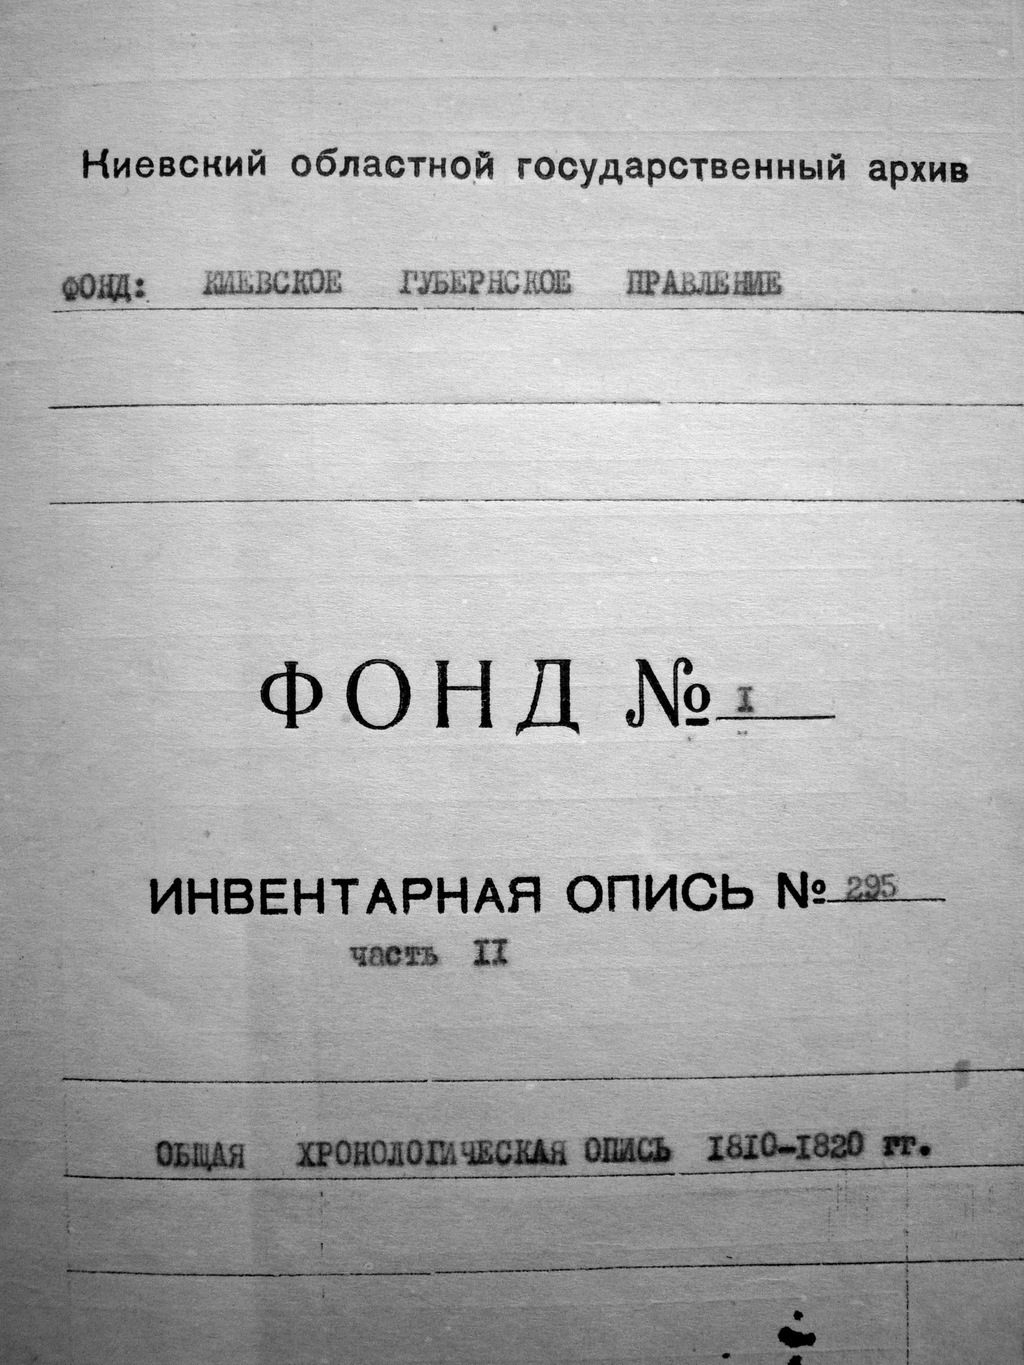 Киевский областной государственный архив
ФОНД: КИЕВСКОЕ ГУБЕРНСКОЕ ПРАВЛЕНИЕ
ФОНД № I
ИНВЕНТАРНАЯ ОПИСЬ № 295
часть II
ОБЩАЯ ХРОНОЛОГИЧЕСКАЯ ОПИСЬ 1810-1820 гг.